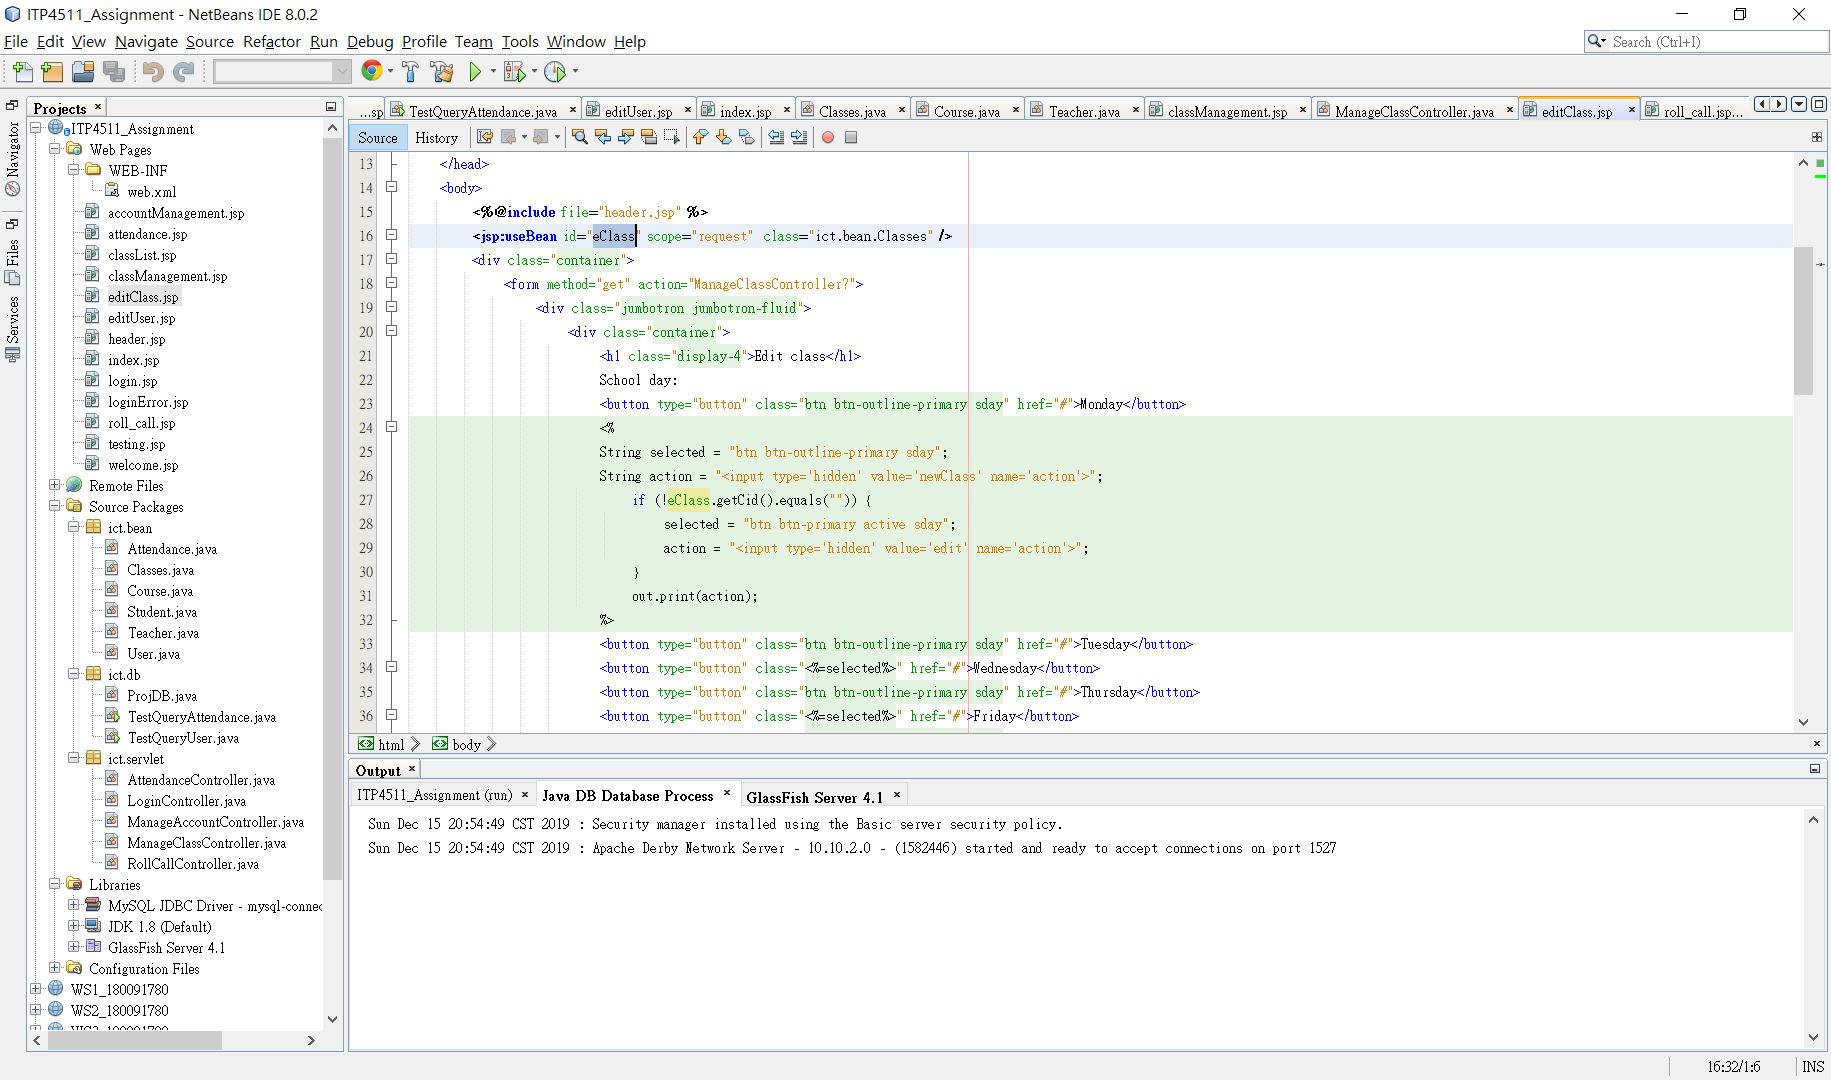 ITP4511_Assignment - NetBeans IDE 8.0.2
File Edit View Navigate Source Refactor Run Debug Profile Team Tools Window Help
Search (Ctrl+I)
Navigator
Files
Services
Projects
ITP4511_Assignment
Web Pages
WEB-INF
web.xml
accountManagement.jsp
attendance.jsp
classList.jsp
classManagement.jsp
editClass.jsp
editUser.jsp
header.jsp
index.jsp
login.jsp
loginError.jsp
roll_call.jsp
testing.jsp
welcome.jsp
Remote Files
Source Packages
ict.bean
Attendance.java
Classes.java
Course.java
Student.java
Teacher.java
User.java
ict.db
ProjDB.java
TestQueryAttendance.java
TestQueryUser.java
ict.servlet
AttendanceController.java
LoginController.java
ManageAccountController.java
ManageClassController.java
RollCallController.java
Libraries
MySQL JDBC Driver - mysql-connec
JDK 1.8 (Default)
GlassFish Server 4.1
Configuration Files
WS1_180091780
WS2_180091780
...sp TestQueryAttendance.java editUser.jsp index.jsp Classes.java Course.java Teacher.java classManagement.jsp ManageClassController.java editClass.jsp roll_call.jsp...
Source History
13 </head>
14 <body>
15 <%@include file="header.jsp" %>
16 <jsp:useBean id="eClass" scope="request" class="ict.bean.Classes" />
17 <div class="container">
18 <form method="get" action="ManageClassController?">
19 <div class="jumbotron jumbotron-fluid">
20 <div class="container">
21 <h1 class="display-4">Edit class</h1>
22 School day:
23 <button type="button" class="btn btn-outline-primary sday" href="#">Monday</button>
24 <%
25 String selected = "btn btn-outline-primary sday";
26 String action = "<input type='hidden' value='newClass' name='action'>";
27 if (!eClass.getCid().equals("")) {
28 selected = "btn btn-primary active sday";
29 action = "<input type='hidden' value='edit' name='action'>";
30 }
31 out.print(action);
32 %>
33 <button type="button" class="btn btn-outline-primary sday" href="#">Tuesday</button>
34 <button type="button" class="<%=selected%>" href="#">Wednesday</button>
35 <button type="button" class="btn btn-outline-primary sday" href="#">Thursday</button>
36 <button type="button" class="<%=selected%>" href="#">Friday</button>
html body
Output
ITP4511_Assignment (run) Java DB Database Process GlassFish Server 4.1
Sun Dec 15 20:54:49 CST 2019 : Security manager installed using the Basic server security policy.
Sun Dec 15 20:54:49 CST 2019 : Apache Derby Network Server - 10.10.2.0 - (1582446) started and ready to accept connections on port 1527
16:32/1:6 INS